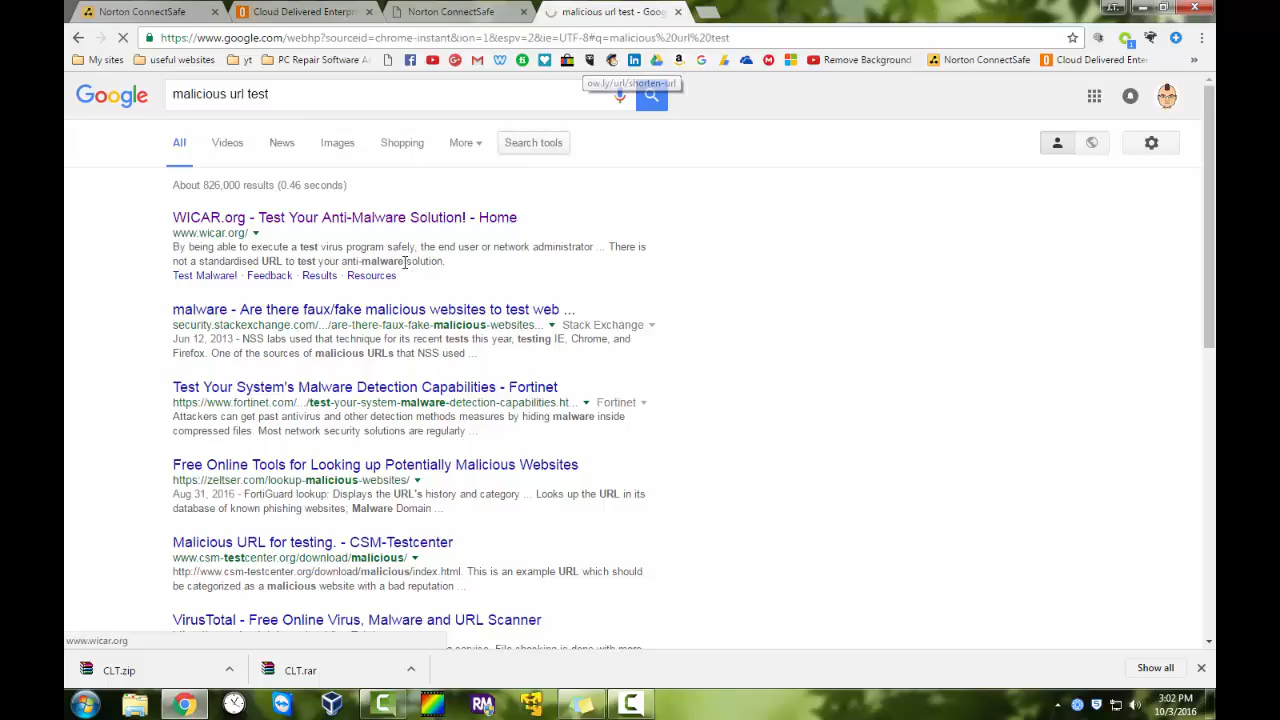 Norton ConnectSafe
Cloud Delivered Enterp
Norton ConnectSafe
malicious url test - Goog
J.T.
https://www.google.com/webhp?sourceid=chrome-instant&ion=1&espv=2&ie=UTF-8#q=malicious%20url%20test
My sites
useful websites
yt
PC Repair Software
Remove Background
Norton ConnectSafe
Cloud Delivered Ente
ow.ly/url/shorten-url
Google
malicious url test
All
Videos
News
Images
Shopping
More
Search tools
About 826,000 results (0.46 seconds)
WICAR.org - Test Your Anti-Malware Solution! - Home
www.wicar.org/
By being able to execute a test virus program safely, the end user or network administrator ... There is
not a standardised URL to test your anti-malware solution.
Test Malware! · Feedback · Results · Resources
malware - Are there faux/fake malicious websites to test web ...
security.stackexchange.com/.../are-there-faux-fake-malicious-websites...
Stack Exchange
Jun 12, 2013 - NSS labs used that technique for its recent tests this year, testing IE, Chrome, and
Firefox. One of the sources of malicious URLs that NSS used ...
Test Your System's Malware Detection Capabilities - Fortinet
https://www.fortinet.com/.../test-your-system-malware-detection-capabilities.ht...
Fortinet
Attackers can get past antivirus and other detection methods measures by hiding malware inside
compressed files. Most network security solutions are regularly ...
Free Online Tools for Looking up Potentially Malicious Websites
https://zeltser.com/lookup-malicious-websites/
Aug 31, 2016 - FortiGuard lookup: Displays the URL's history and category ... Looks up the URL in its
database of known phishing websites, Malware Domain ...
Malicious URL for testing. - CSM-Testcenter
www.csm-testcenter.org/download/malicious/
http://www.csm-testcenter.org/download/malicious/index.html. This is an example URL which should
be categorized as a malicious website with a bad reputation ...
VirusTotal - Free Online Virus, Malware and URL Scanner
www.wicar.org
CLT.zip
CLT.rar
Show all
RM
3:02 PM
10/3/2016